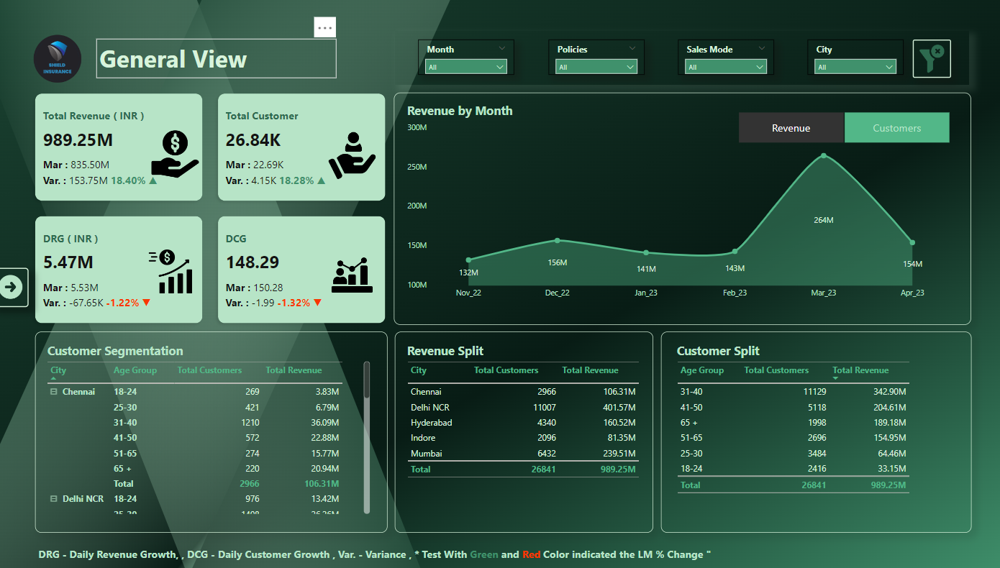 SHIELD
INSURANCE
General View
Month
All
Policies
All
Sales Mode
All
City
All
Total Revenue ( INR )
989.25M
Mar : 835.50M
Var. : 153.75M 18.40% ▲
Total Customer
26.84K
Mar : 22.69K
Var. : 4.15K 18.28% ▲
DRG ( INR )
5.47M
Mar : 5.53M
Var. : -67.65K -1.22% ▼
DCG
148.29
Mar : 150.28
Var. : -1.99 -1.32% ▼
Revenue by Month
Revenue Customers
300M
250M
200M
150M
100M
132M 156M 141M 143M 264M 154M
Nov_22 Dec_22 Jan_23 Feb_23 Mar_23 Apr_23
Customer Segmentation
City Age Group Total Customers Total Revenue
Chennai 18-24 269 3.83M
25-30 421 6.79M
31-40 1210 36.09M
41-50 572 22.88M
51-65 274 15.77M
65 + 220 20.94M
Total 2966 106.31M
Delhi NCR 18-24 976 13.42M
Revenue Split
City Total Customers Total Revenue
Chennai 2966 106.31M
Delhi NCR 11007 401.57M
Hyderabad 4340 160.52M
Indore 2096 81.35M
Mumbai 6432 239.51M
Total 26841 989.25M
Customer Split
Age Group Total Customers Total Revenue
31-40 11129 342.90M
41-50 5118 204.61M
65 + 1998 189.18M
51-65 2696 154.95M
25-30 3484 64.46M
18-24 2416 33.15M
Total 26841 989.25M
DRG - Daily Revenue Growth, , DCG - Daily Customer Growth , Var. - Variance , * Test With Green and Red Color indicated the LM % Change "